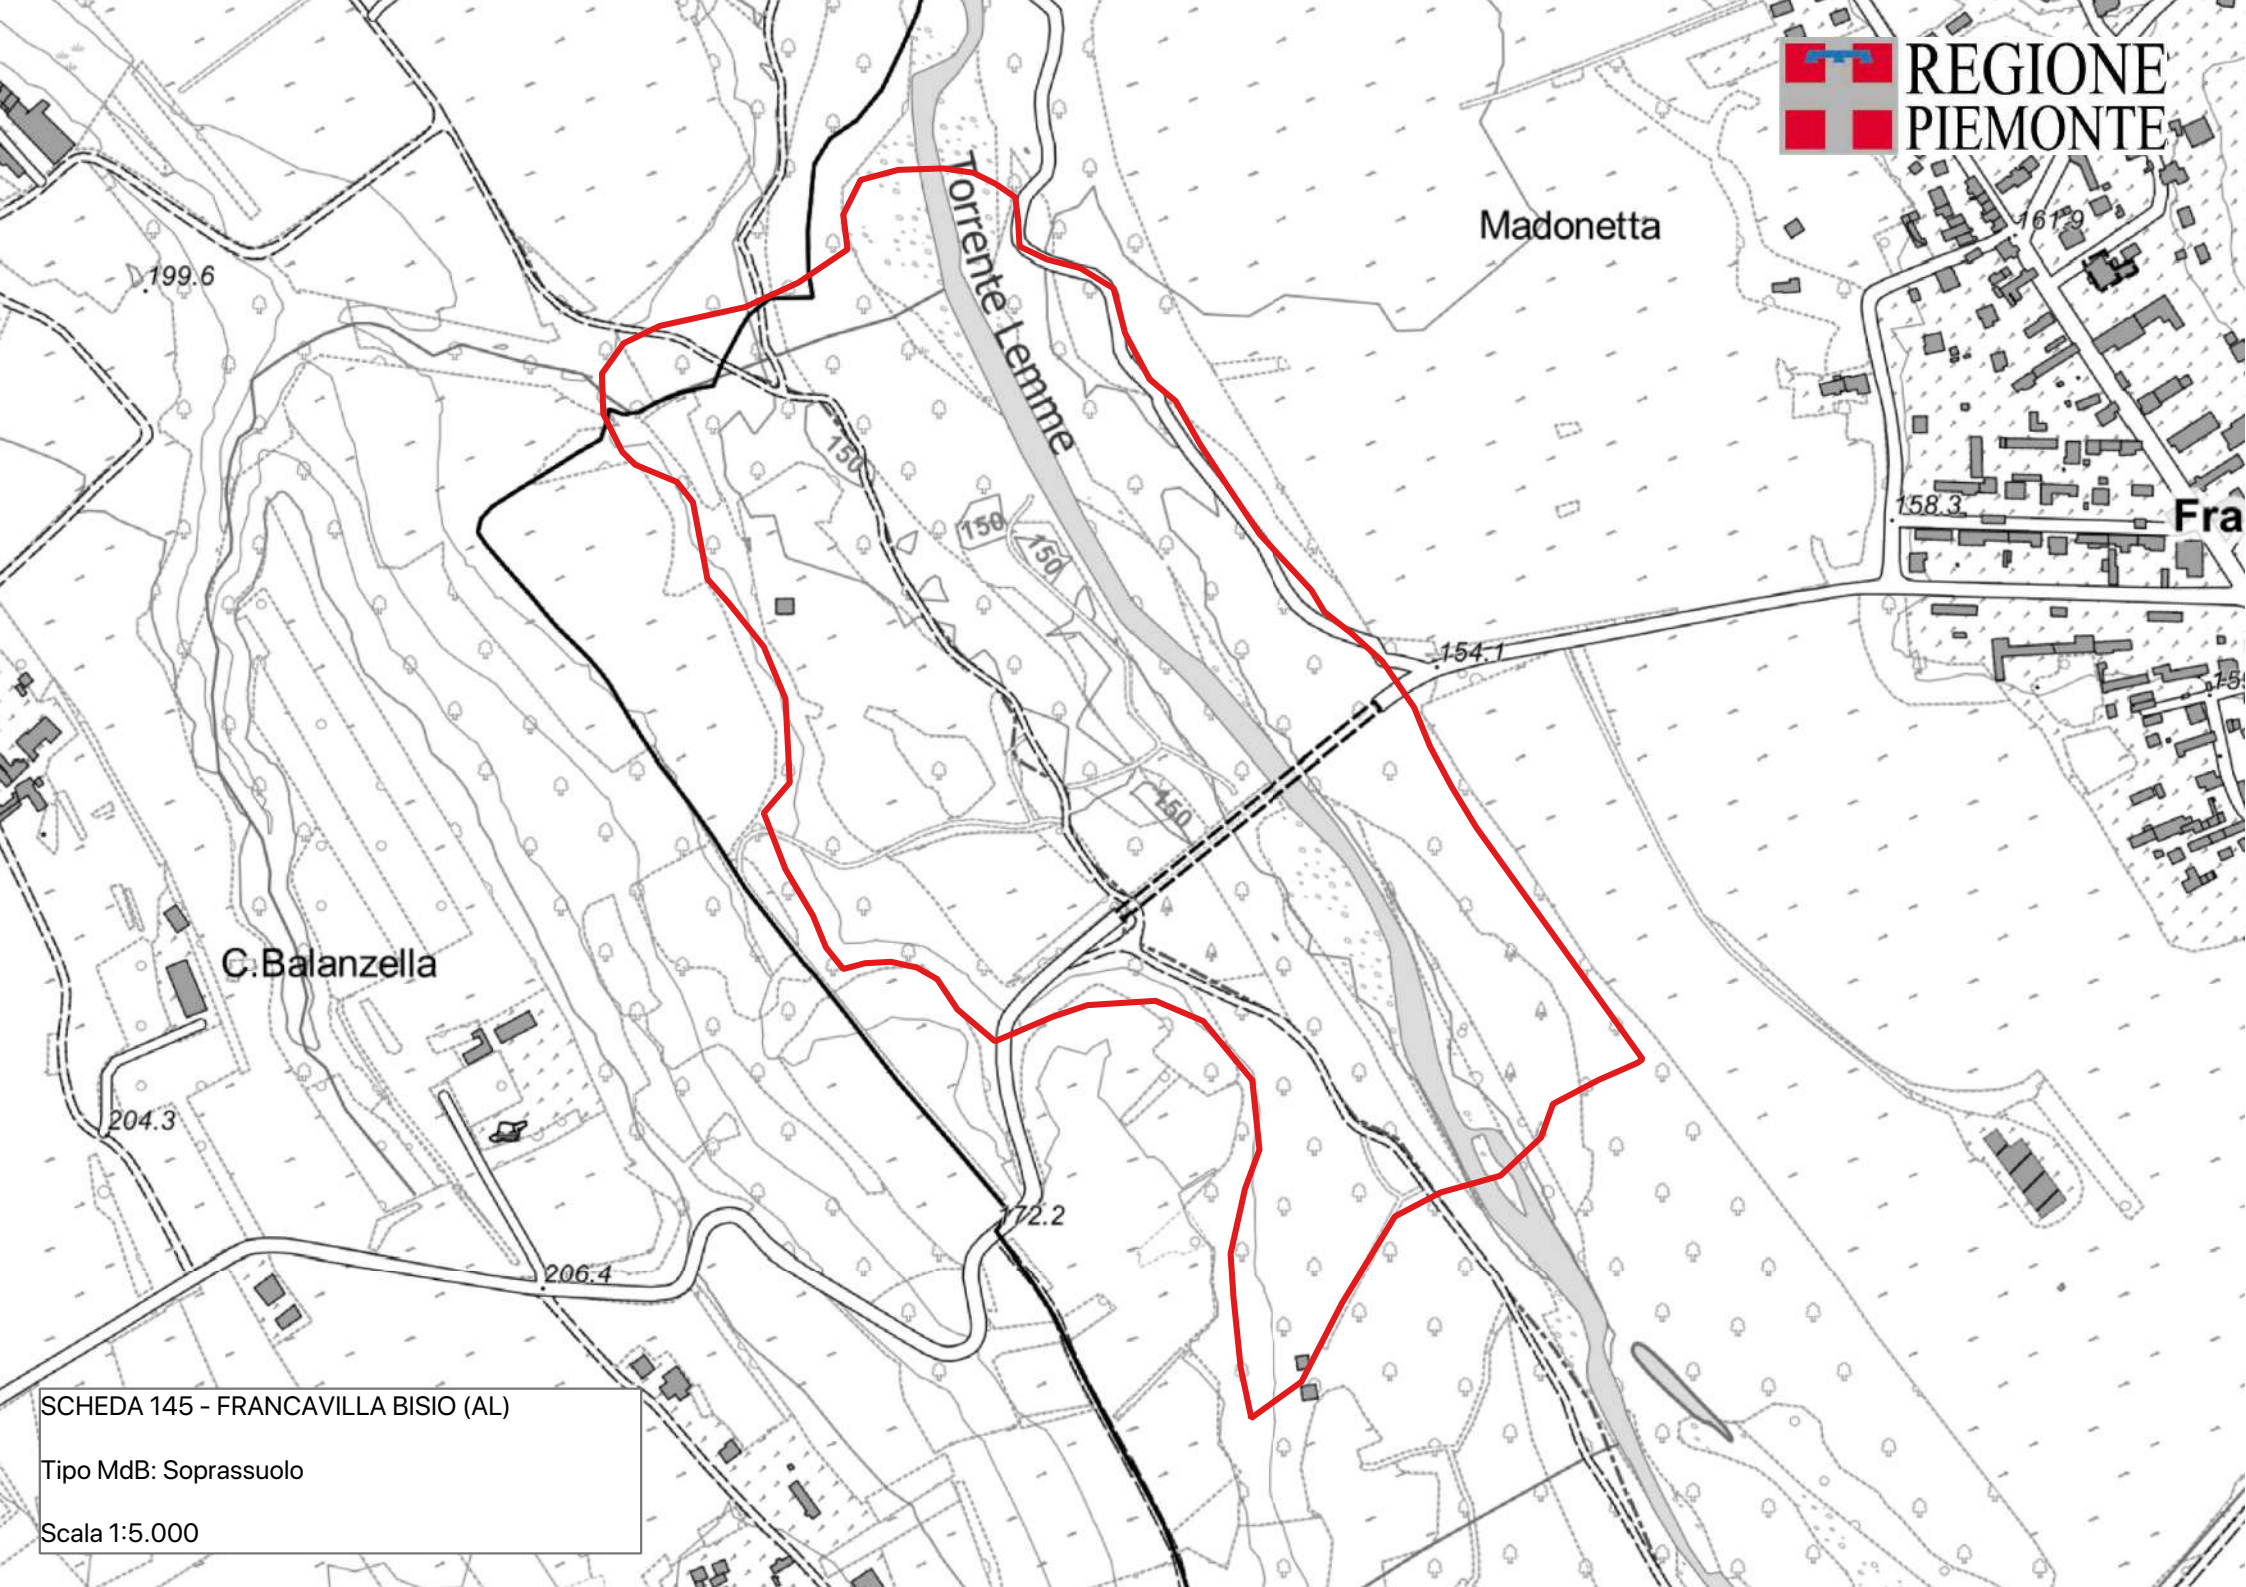 REGIONE
PIEMONTE
Torrente Lemme
Madonetta
161.9
199.6
150
150
150
158.3
Fra
154.1
159
150
C.Balanzella
204.3
172.2
206.4
SCHEDA 145 - FRANCAVILLA BISIO (AL)
Tipo MdB: Soprassuolo
Scala 1:5.000